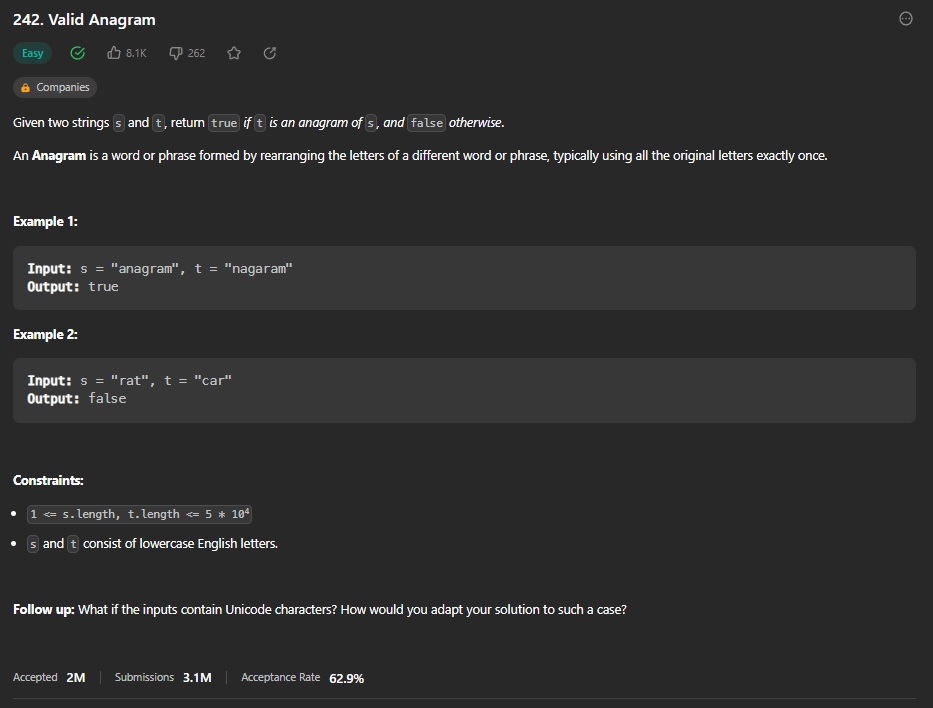 242. Valid Anagram
Easy 8.1K 262
Companies
Given two strings s and t, return true if t is an anagram of s, and false otherwise.
An Anagram is a word or phrase formed by rearranging the letters of a different word or phrase, typically using all the original letters exactly once.
Example 1:
Input: s = "anagram", t = "nagaram"
Output: true
Example 2:
Input: s = "rat", t = "car"
Output: false
Constraints:
• 1 <= s.length, t.length <= 5 * 10⁴
• s and t consist of lowercase English letters.
Follow up: What if the inputs contain Unicode characters? How would you adapt your solution to such a case?
Accepted 2M | Submissions 3.1M | Acceptance Rate 62.9%